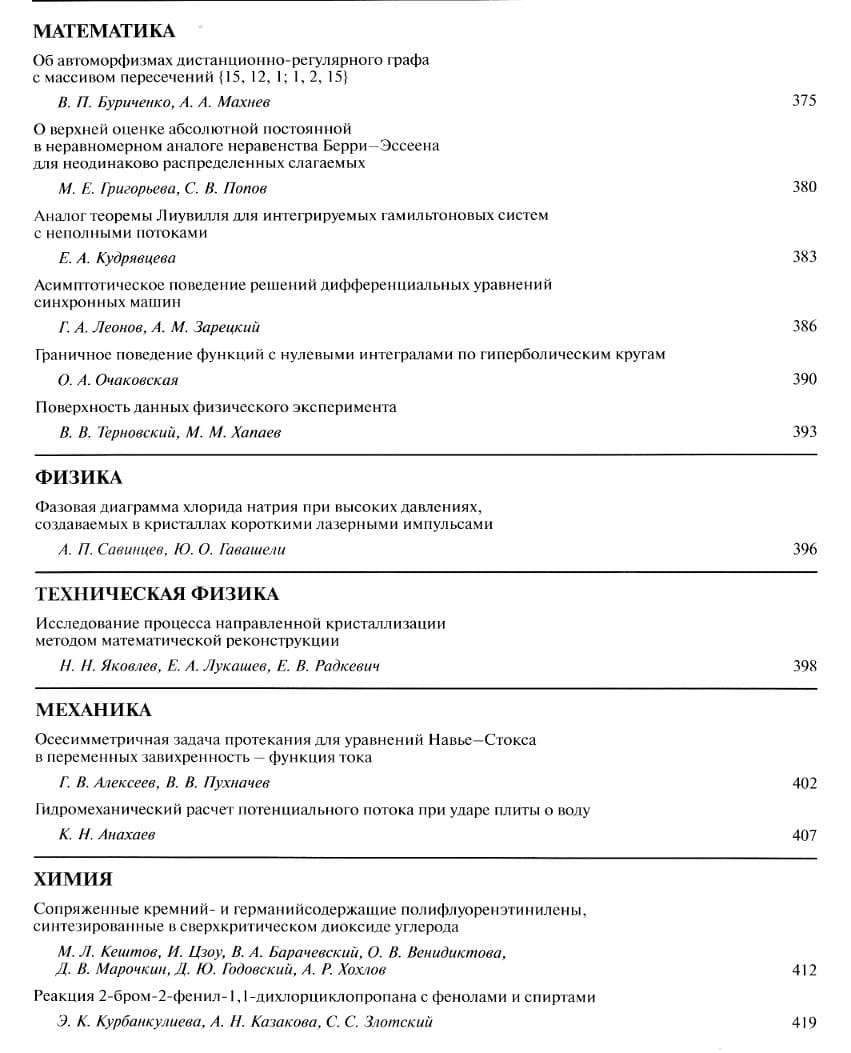 МАТЕМАТИКА
Об автоморфизмах дистанционно-регулярного графа
с массивом пересечений {15, 12, 1; 1, 2, 15}
В. П. Буриченко, А. А. Махнев 375
О верхней оценке абсолютной постоянной
в неравномерном аналоге неравенства Берри–Эссеена
для неодинаково распределенных слагаемых
М. Е. Григорьева, С. В. Попов 380
Аналог теоремы Лиувилля для интегрируемых гамильтоновых систем
с неполными потоками
Е. А. Кудрявцева 383
Асимптотическое поведение решений дифференциальных уравнений
синхронных машин
Г. А. Леонов, А. М. Зарецкий 386
Граничное поведение функций с нулевыми интегралами по гиперболическим кругам
О. А. Очаковская 390
Поверхность данных физического эксперимента
В. В. Терновский, М. М. Хапаев 393
ФИЗИКА
Фазовая диаграмма хлорида натрия при высоких давлениях,
создаваемых в кристаллах короткими лазерными импульсами
А. П. Савинцев, Ю. О. Гавашели 396
ТЕХНИЧЕСКАЯ ФИЗИКА
Исследование процесса направленной кристаллизации
методом математической реконструкции
Н. Н. Яковлев, Е. А. Лукашев, Е. В. Радкевич 398
МЕХАНИКА
Осесимметричная задача протекания для уравнений Навье–Стокса
в переменных завихренность – функция тока
Г. В. Алексеев, В. В. Пухначев 402
Гидромеханический расчет потенциального потока при ударе плиты о воду
К. Н. Анахаев 407
ХИМИЯ
Сопряженные кремний- и германийсодержащие полифлуоренэтинилены,
синтезированные в сверхкритическом диоксиде углерода
М. Л. Кештов, И. Цзоу, В. А. Барачевский, О. В. Венидиктова,
Д. В. Марочкин, Д. Ю. Годовский, А. Р. Хохлов 412
Реакция 2-бром-2-фенил-1,1-дихлорциклопропана с фенолами и спиртами
Э. К. Курбанкулиева, А. Н. Казакова, С. С. Злотский 419